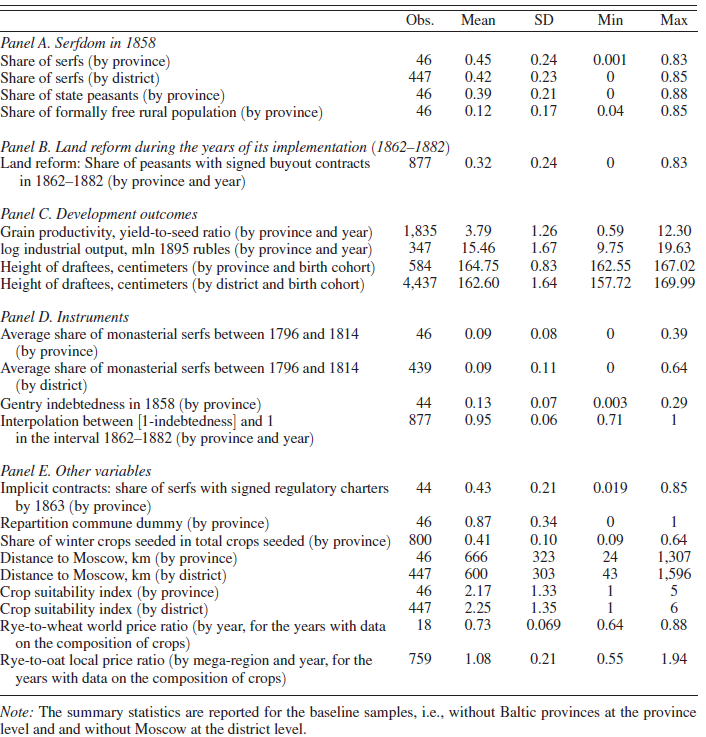 Obs. Mean SD Min Max
Panel A. Serfdom in 1858
Share of serfs (by province) 46 0.45 0.24 0.001 0.83
Share of serfs (by district) 447 0.42 0.23 0 0.85
Share of state peasants (by province) 46 0.39 0.21 0 0.88
Share of formally free rural population (by province) 46 0.12 0.17 0.04 0.85
Panel B. Land reform during the years of its implementation (1862–1882)
Land reform: Share of peasants with signed buyout contracts 877 0.32 0.24 0 0.83
in 1862–1882 (by province and year)
Panel C. Development outcomes
Grain productivity, yield-to-seed ratio (by province and year) 1,835 3.79 1.26 0.59 12.30
log industrial output, mln 1895 rubles (by province and year) 347 15.46 1.67 9.75 19.63
Height of draftees, centimeters (by province and birth cohort) 584 164.75 0.83 162.55 167.02
Height of draftees, centimeters (by district and birth cohort) 4,437 162.60 1.64 157.72 169.99
Panel D. Instruments
Average share of monasterial serfs between 1796 and 1814 46 0.09 0.08 0 0.39
(by province)
Average share of monasterial serfs between 1796 and 1814 439 0.09 0.11 0 0.64
(by district)
Gentry indebtedness in 1858 (by province) 44 0.13 0.07 0.003 0.29
Interpolation between [1-indebtedness] and 1 877 0.95 0.06 0.71 1
in the interval 1862–1882 (by province and year)
Panel E. Other variables
Implicit contracts: share of serfs with signed regulatory charters 44 0.43 0.21 0.019 0.85
by 1863 (by province)
Repartition commune dummy (by province) 46 0.87 0.34 0 1
Share of winter crops seeded in total crops seeded (by province) 800 0.41 0.10 0.09 0.64
Distance to Moscow, km (by province) 46 666 323 24 1,307
Distance to Moscow, km (by district) 447 600 303 43 1,596
Crop suitability index (by province) 46 2.17 1.33 1 5
Crop suitability index (by district) 447 2.25 1.35 1 6
Rye-to-wheat world price ratio (by year, for the years with data 18 0.73 0.069 0.64 0.88
on the composition of crops)
Rye-to-oat local price ratio (by mega-region and year, for the 759 1.08 0.21 0.55 1.94
years with data on the composition of crops)
Note: The summary statistics are reported for the baseline samples, i.e., without Baltic provinces at the province
level and and without Moscow at the district level.